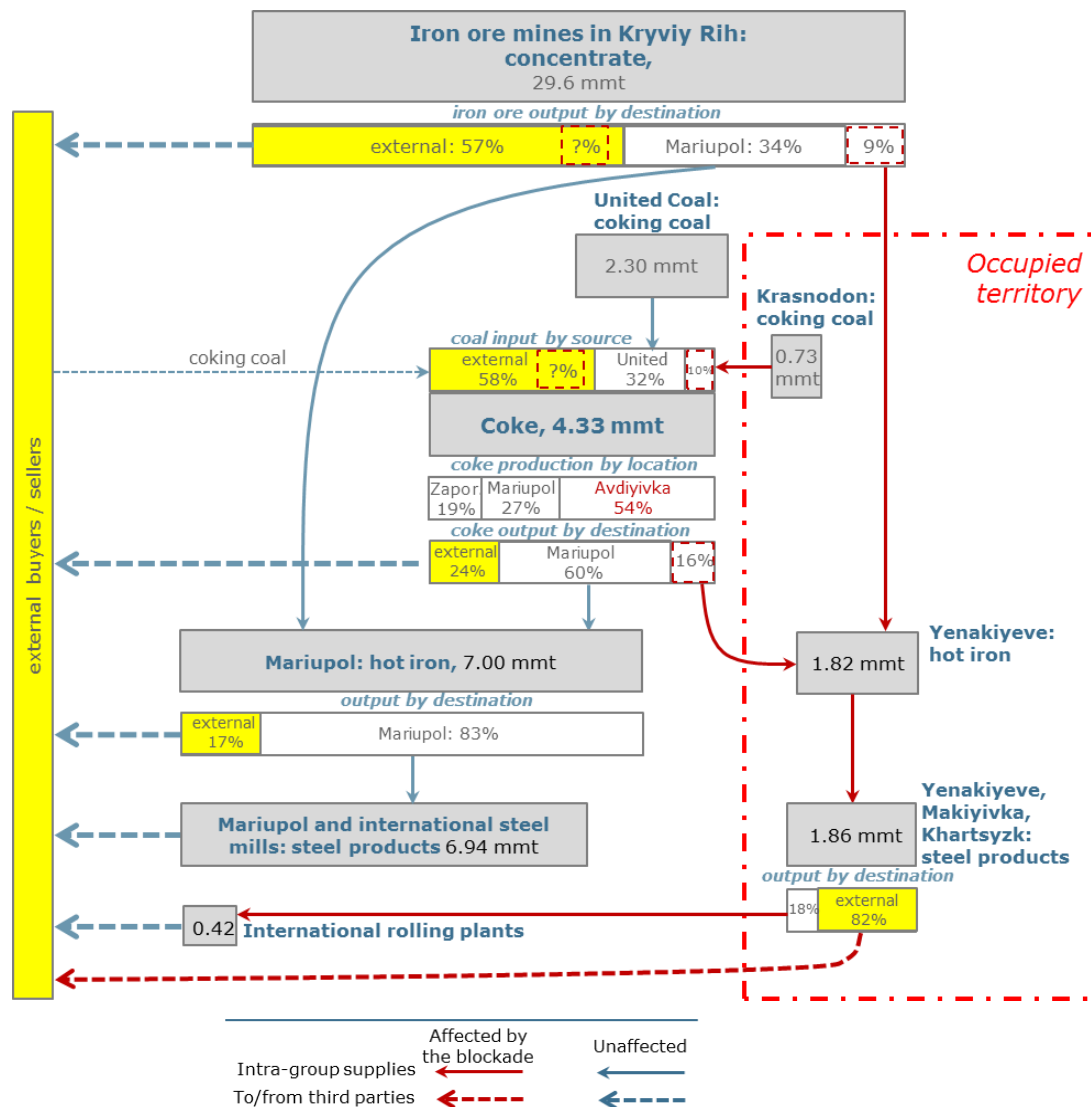 Iron ore mines in Kryviy Rih:
concentrate,
29.6 mmt
iron ore output by destination
external: 57%
?%
Mariupol: 34%
9%
United Coal:
coking coal
2.30 mmt
Occupied
territory
Krasnodon:
coking coal
0.73
mmt
coal input by source
coking coal
external
58%
?%
United
32%
10%
Coke, 4.33 mmt
coke production by location
Zapor.
19%
Mariupol
27%
Avdiyivka
54%
coke output by destination
external
24%
Mariupol
60%
16%
external buyers / sellers
Mariupol: hot iron, 7.00 mmt
Yenakiyeve:
hot iron
1.82 mmt
output by destination
external
17%
Mariupol: 83%
Mariupol and international steel
mills: steel products 6.94 mmt
1.86 mmt
Yenakiyeve,
Makiyivka,
Khartsyzk:
steel products
output by destination
18%
external
82%
0.42
International rolling plants
Affected by
the blockade
Unaffected
Intra-group supplies
To/from third parties